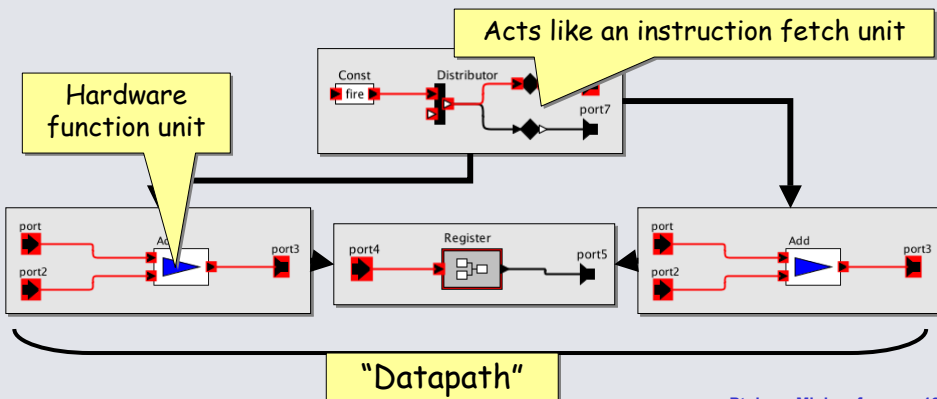 Acts like an instruction fetch unit
Const
Distributor
fire
port7
Hardware
function unit
port
port2
port3
port4
Register
port5
port
Add
port2
port3
"Datapath"